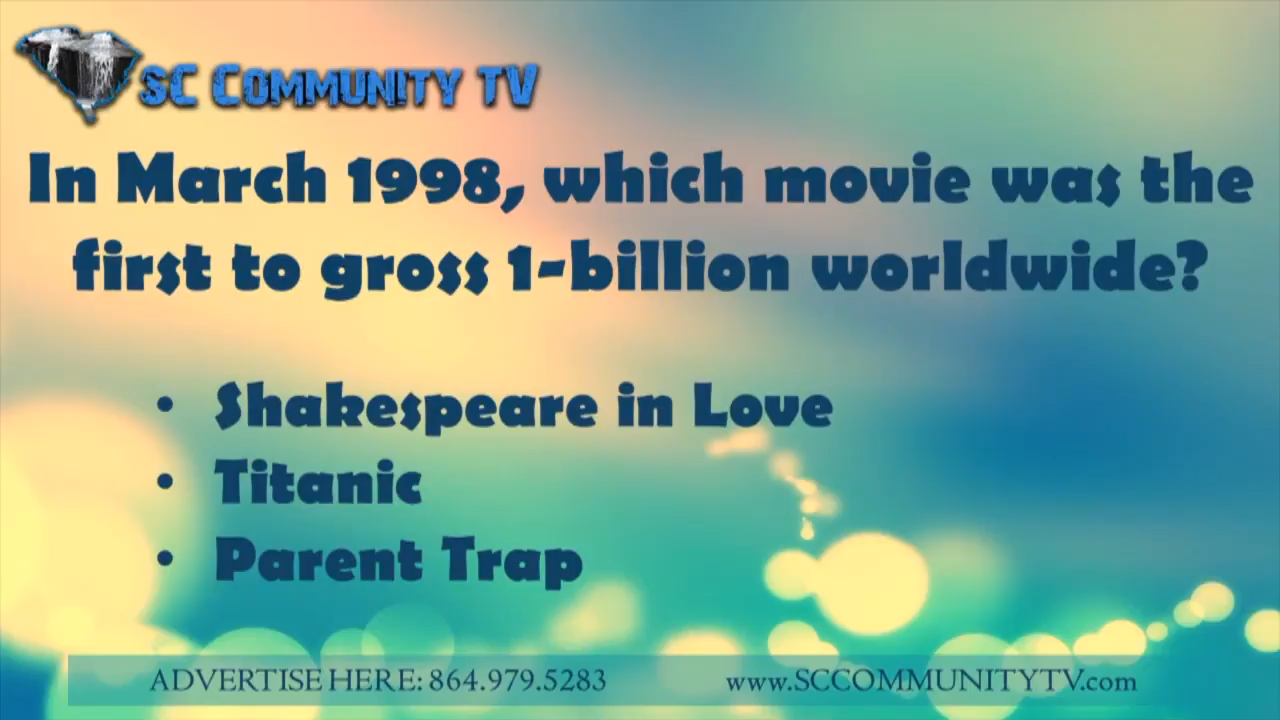 SC COMMUNITY TV
In March 1998, which movie was the
first to gross 1-billion worldwide?
• Shakespeare in Love
• Titanic
• Parent Trap
ADVERTISE HERE: 864.979.5283 www.SCCOMMUNITYTV.com